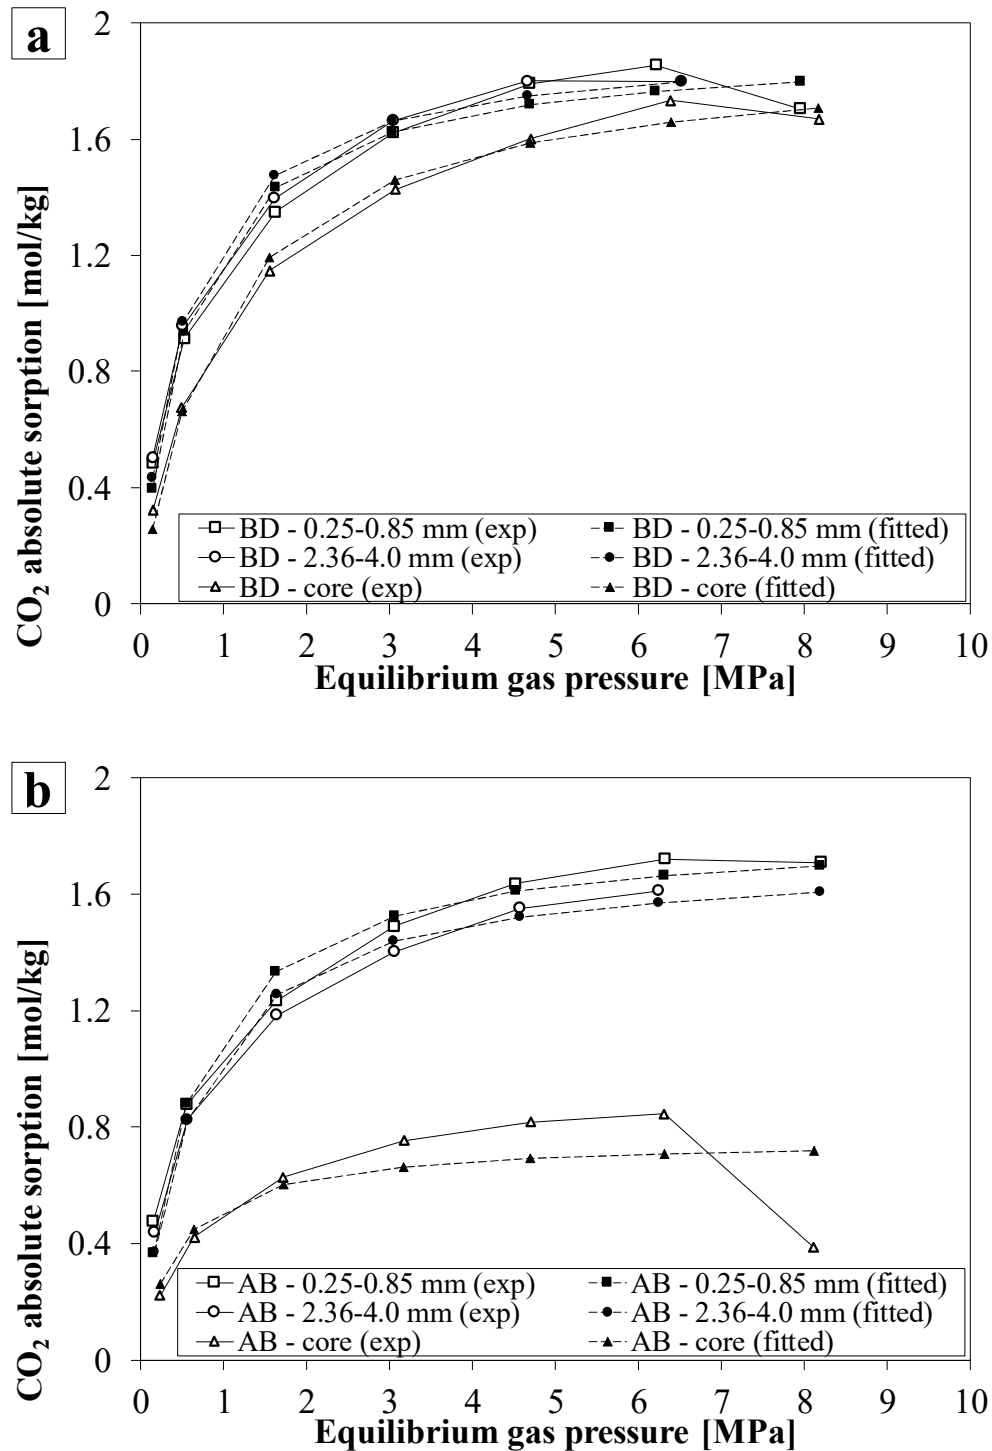 a
2
1.6
1.2
0.8
0.4
0
CO₂ absolute sorption [mol/kg]
BD - 0.25-0.85 mm (exp) BD - 0.25-0.85 mm (fitted)
BD - 2.36-4.0 mm (exp) BD - 2.36-4.0 mm (fitted)
BD - core (exp) BD - core (fitted)
0 1 2 3 4 5 6 7 8 9 10
Equilibrium gas pressure [MPa]
b
2
1.6
1.2
0.8
0.4
0
CO₂ absolute sorption [mol/kg]
AB - 0.25-0.85 mm (exp) AB - 0.25-0.85 mm (fitted)
AB - 2.36-4.0 mm (exp) AB - 2.36-4.0 mm (fitted)
AB - core (exp) AB - core (fitted)
0 1 2 3 4 5 6 7 8 9 10
Equilibrium gas pressure [MPa]